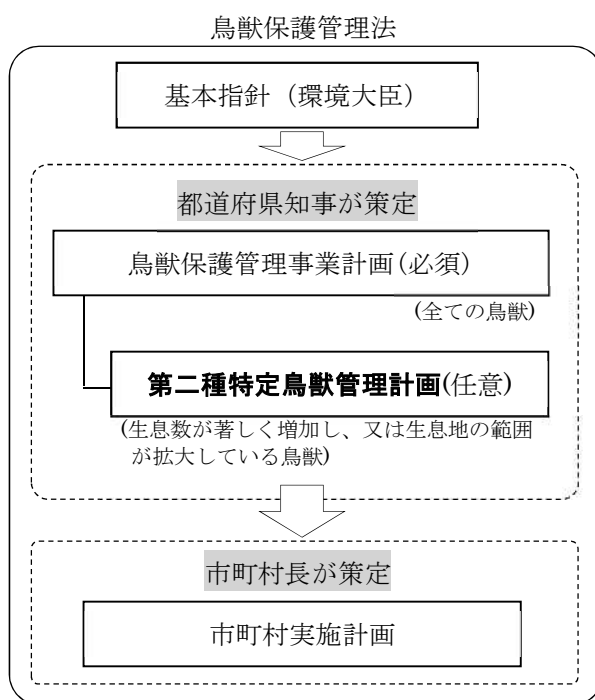 鳥獣保護管理法
基本指針（環境大臣）
都道府県知事が策定
鳥獣保護管理事業計画(必須)
(全ての鳥獣)
第二種特定鳥獣管理計画(任意)
(生息数が著しく増加し、又は生息地の範囲
が拡大している鳥獣)
市町村長が策定
市町村実施計画